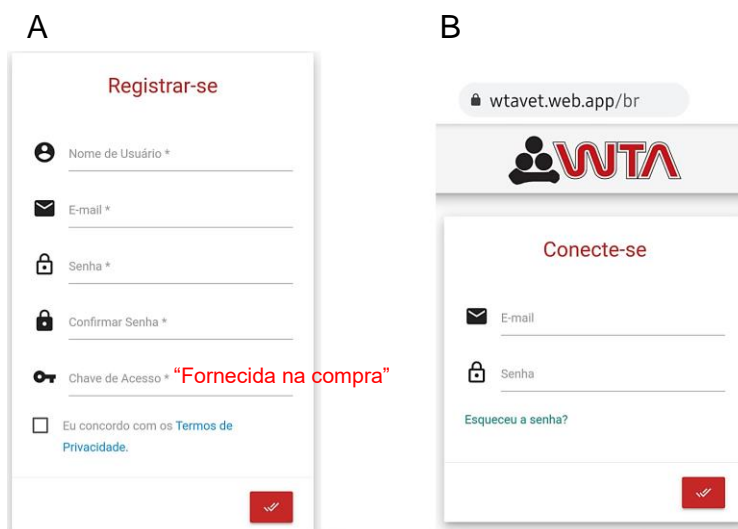 A
Registrar-se
Nome de Usuário *
E-mail *
Senha *
Confirmar Senha *
Chave de Acesso * “Fornecida na compra”
Eu concordo com os Termos de
Privacidade.
B
wtavet.web.app/br
WTA
Conecte-se
E-mail
Senha
Esqueceu a senha?